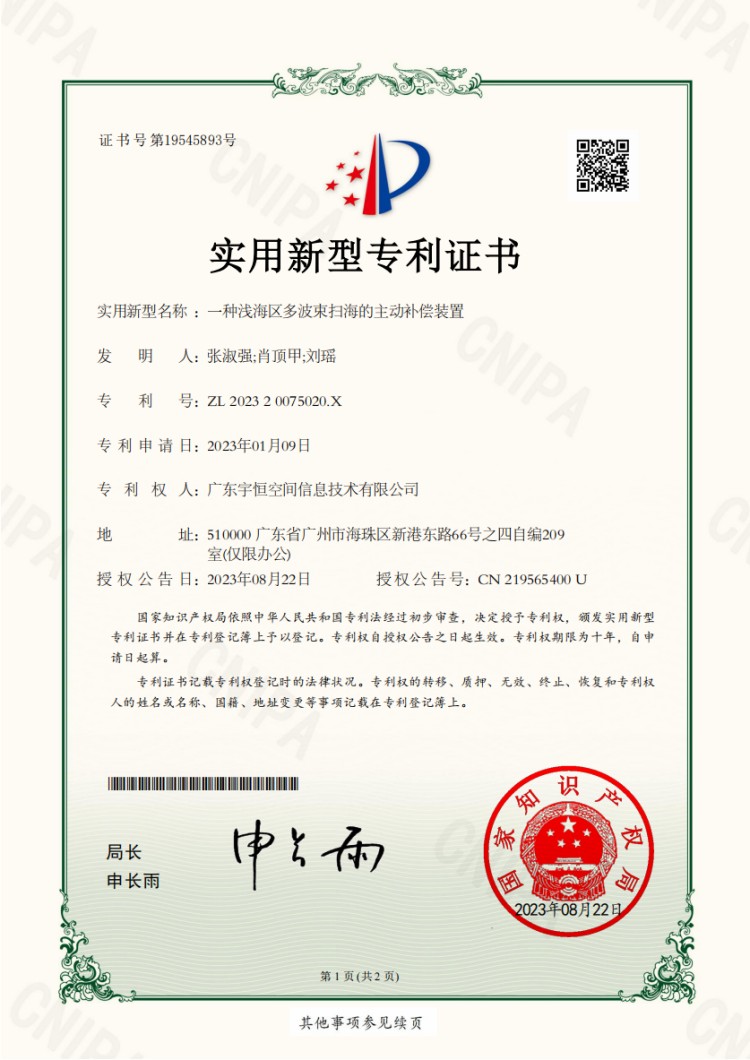 证书号第19545893号
实用新型专利证书
实用新型名称：一种浅海区多波束扫海的主动补偿装置
发明人：张淑强;肖顶甲;刘瑶
专利号：ZL 2023 2 0075020.X
专利申请日：2023年01月09日
专利权人：广东宇恒空间信息技术有限公司
地址：510000 广东省广州市海珠区新港东路66号之四自编209
室(仅限办公)
授权公告日：2023年08月22日 授权公告号：CN 219565400 U
国家知识产权局依照中华人民共和国专利法经过初步审查，决定授予专利权，颁发实用新型
专利证书并在专利登记簿上予以登记。专利权自授权公告之日起生效。专利权期限为十年，自申
请日起算。
专利证书记载专利权登记时的法律状况。专利权的转移、质押、无效、终止、恢复和专利权
人的姓名或名称、国籍、地址变更等事项记载在专利登记簿上。
局长
申长雨
申长雨
国家知识产权局
2023年08月22日
第1页(共2页)
其他事项参见续页
CNIPA
CNIPA
CNIPA
CNIPA
CNIPA
CNIPA